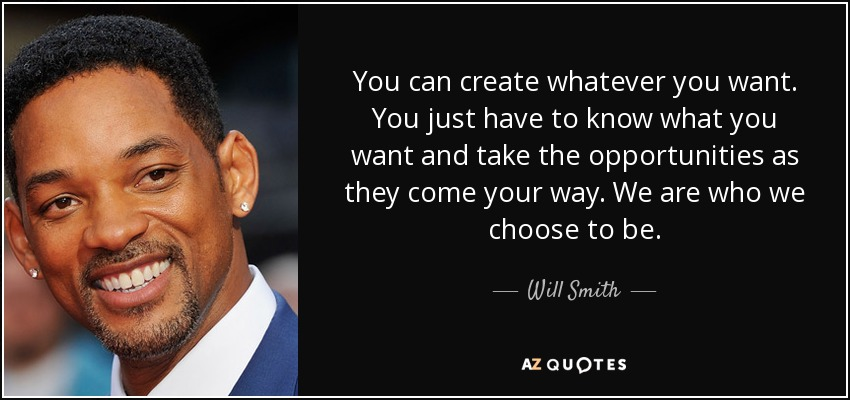 You can create whatever you want.
You just have to know what you
want and take the opportunities as
they come your way. We are who we
choose to be.
Will Smith
AZ QUOTES